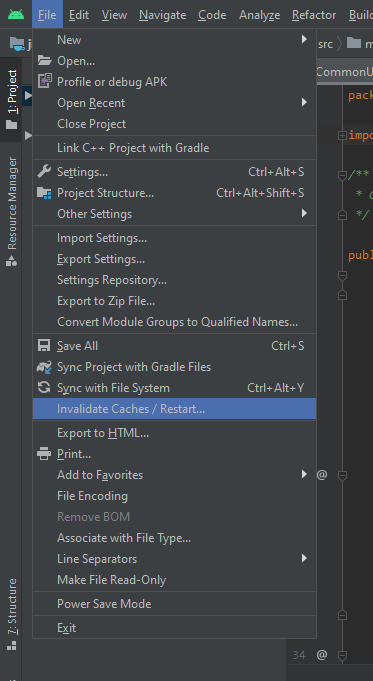 File Edit View Navigate Code Analyze Refactor Build
New
Open...
Profile or debug APK
Open Recent
Close Project
Link C++ Project with Gradle
Settings... Ctrl+Alt+S
Project Structure... Ctrl+Alt+Shift+S
Other Settings
Import Settings...
Export Settings...
Settings Repository...
Export to Zip File...
Convert Module Groups to Qualified Names...
Save All Ctrl+S
Sync Project with Gradle Files
Sync with File System Ctrl+Alt+Y
Invalidate Caches / Restart...
Export to HTML...
Print...
Add to Favorites
File Encoding
Remove BOM
Associate with File Type...
Line Separators
Make File Read-Only
Power Save Mode
Exit
1: Project
Resource Manager
7: Structure
j
src m
CommonU
pack
impo
/**
* C
*/
publ
@
34 @